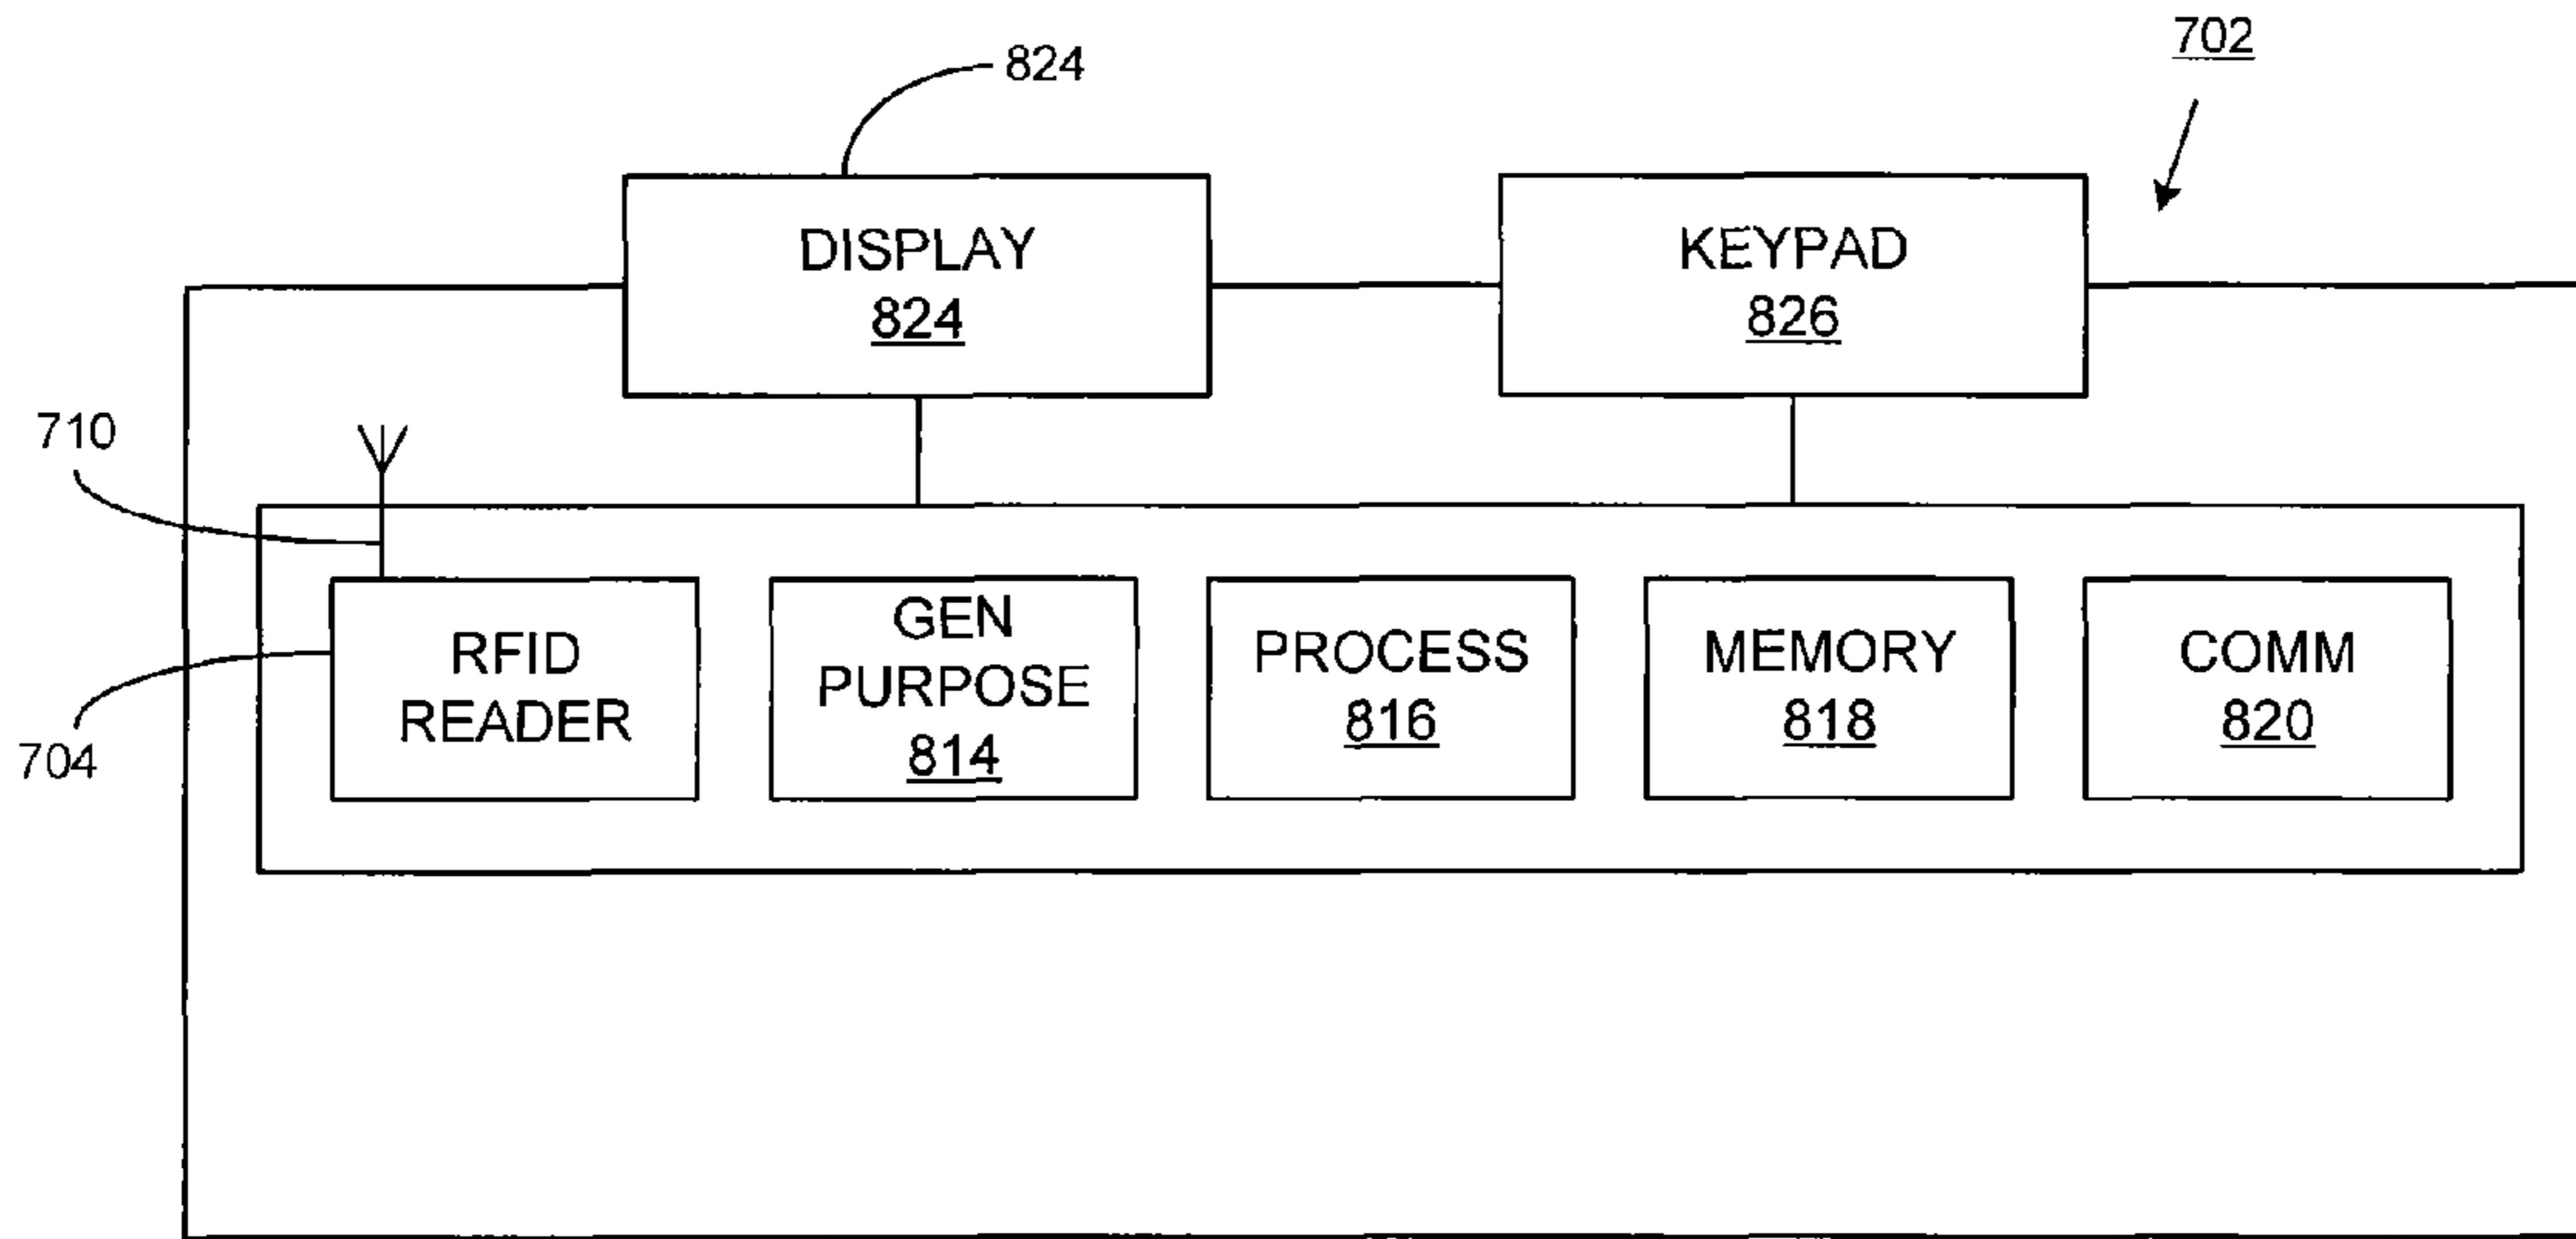 702
824
DISPLAY
824
KEYPAD
826
710
704
RFID
READER
GEN
PURPOSE
814
PROCESS
816
MEMORY
818
COMM
820